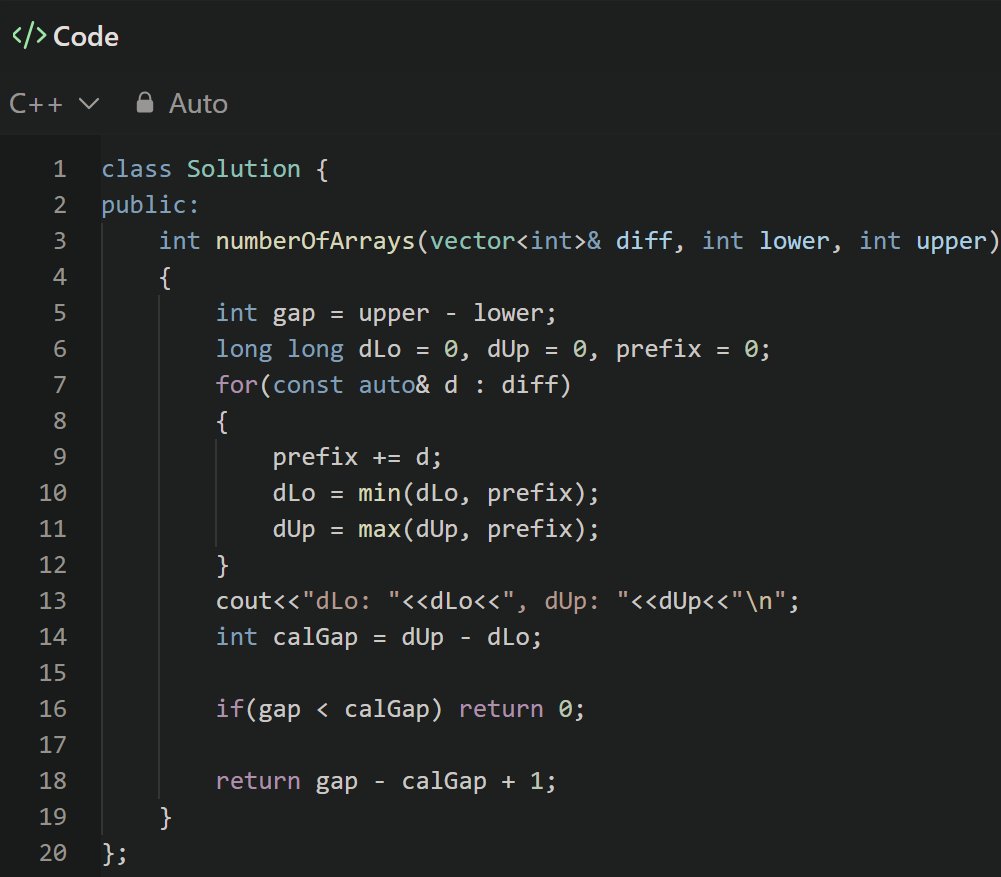 </> Code
C++ Auto
1 class Solution {
2 public:
3     int numberOfArrays(vector<int>& diff, int lower, int upper)
4     {
5         int gap = upper - lower;
6         long long dLo = 0, dUp = 0, prefix = 0;
7         for(const auto& d : diff)
8         {
9             prefix += d;
10             dLo = min(dLo, prefix);
11             dUp = max(dUp, prefix);
12         }
13         cout<<"dLo: "<<dLo<<", dUp: "<<dUp<<"\n";
14         int calGap = dUp - dLo;
15
16         if(gap < calGap) return 0;
17
18         return gap - calGap + 1;
19     }
20 };